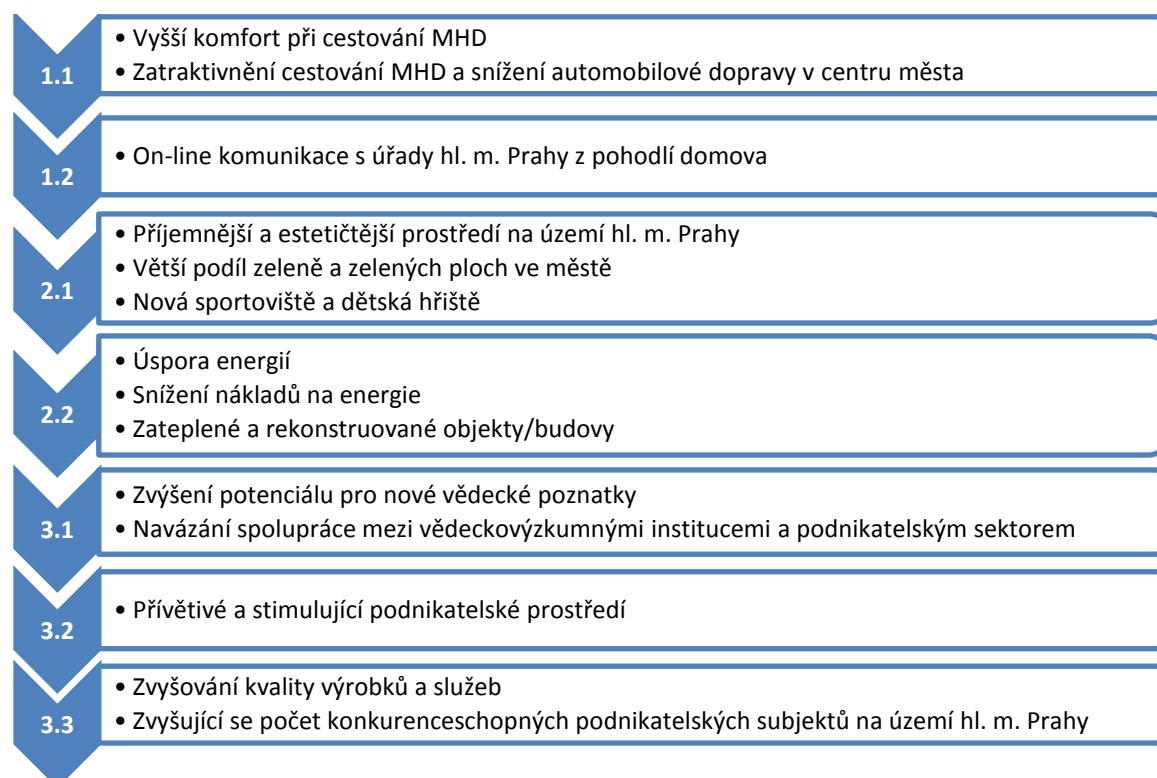 1.1
• Vyšší komfort při cestování MHD
• Zatraktivnění cestování MHD a snížení automobilové dopravy v centru města
1.2
• On-line komunikace s úřady hl. m. Prahy z pohodlí domova
2.1
• Příjemnější a estetičtější prostředí na území hl. m. Prahy
• Větší podíl zeleně a zelených ploch ve městě
• Nová sportoviště a dětská hřiště
2.2
• Úspora energií
• Snížení nákladů na energie
• Zateplené a rekonstruované objekty/budovy
3.1
• Zvýšení potenciálu pro nové vědecké poznatky
• Navázání spolupráce mezi vědeckovýzkumnými institucemi a podnikatelským sektorem
3.2
• Přívětivé a stimulující podnikatelské prostředí
3.3
• Zvyšování kvality výrobků a služeb
• Zvyšující se počet konkurenceschopných podnikatelských subjektů na území hl. m. Prahy